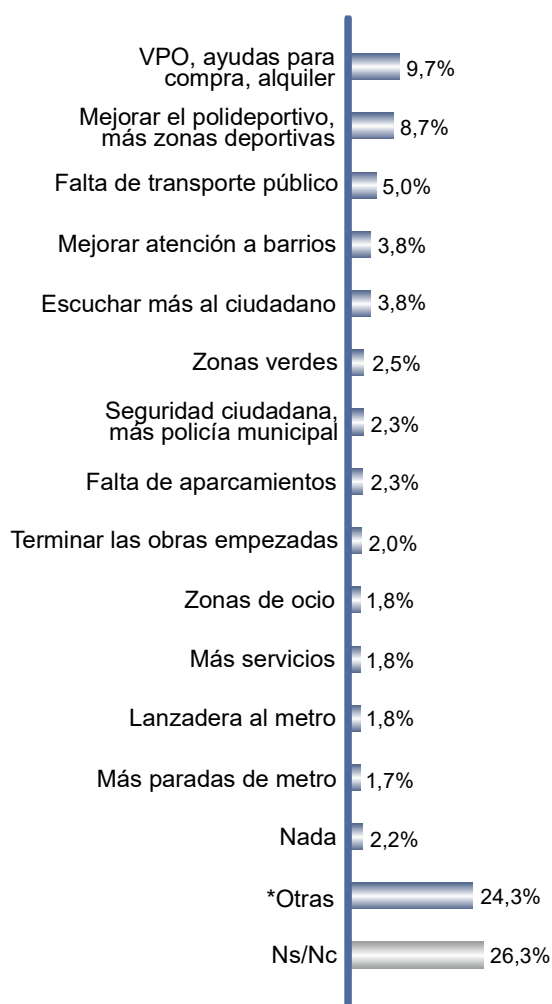 VPO, ayudas para
compra, alquiler
9,7%
Mejorar el polideportivo,
más zonas deportivas
8,7%
Falta de transporte público
5,0%
Mejorar atención a barrios
3,8%
Escuchar más al ciudadano
3,8%
Zonas verdes
2,5%
Seguridad ciudadana,
más policía municipal
2,3%
Falta de aparcamientos
2,3%
Terminar las obras empezadas
2,0%
Zonas de ocio
1,8%
Más servicios
1,8%
Lanzadera al metro
1,8%
Más paradas de metro
1,7%
Nada
2,2%
*Otras
24,3%
Ns/Nc
26,3%